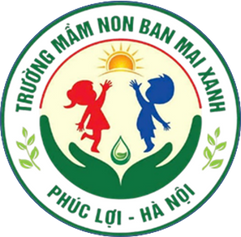 TRƯỜNG MẦM NON BAN MAI XANH
PHÚC LỢI - HÀ NỘI